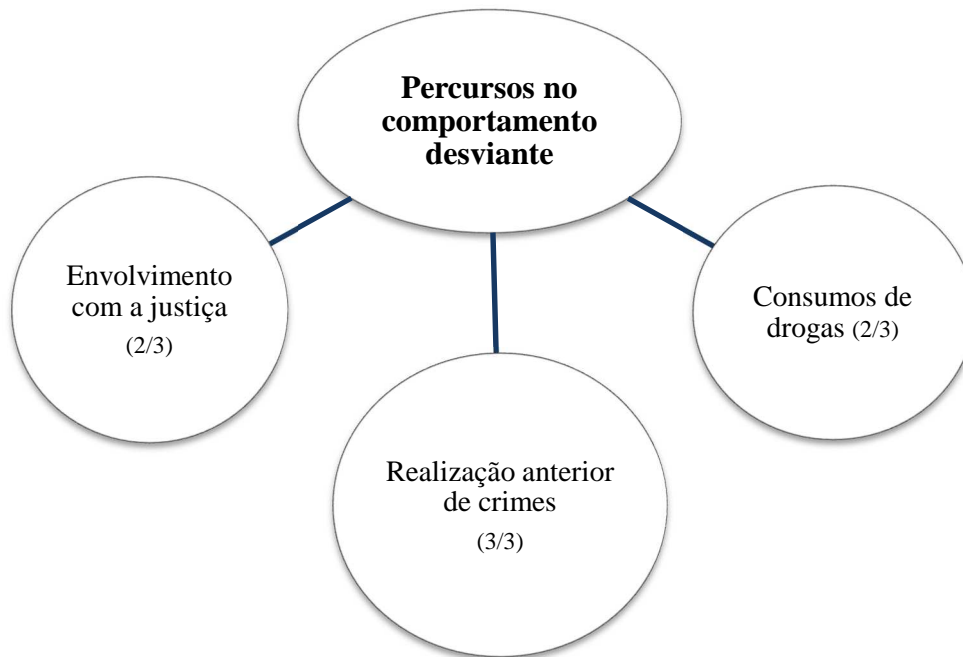 Percursos no
comportamento
desviante
Envolvimento
com a justiça
(2/3)
Consumos de
drogas (2/3)
Realização anterior
de crimes
(3/3)